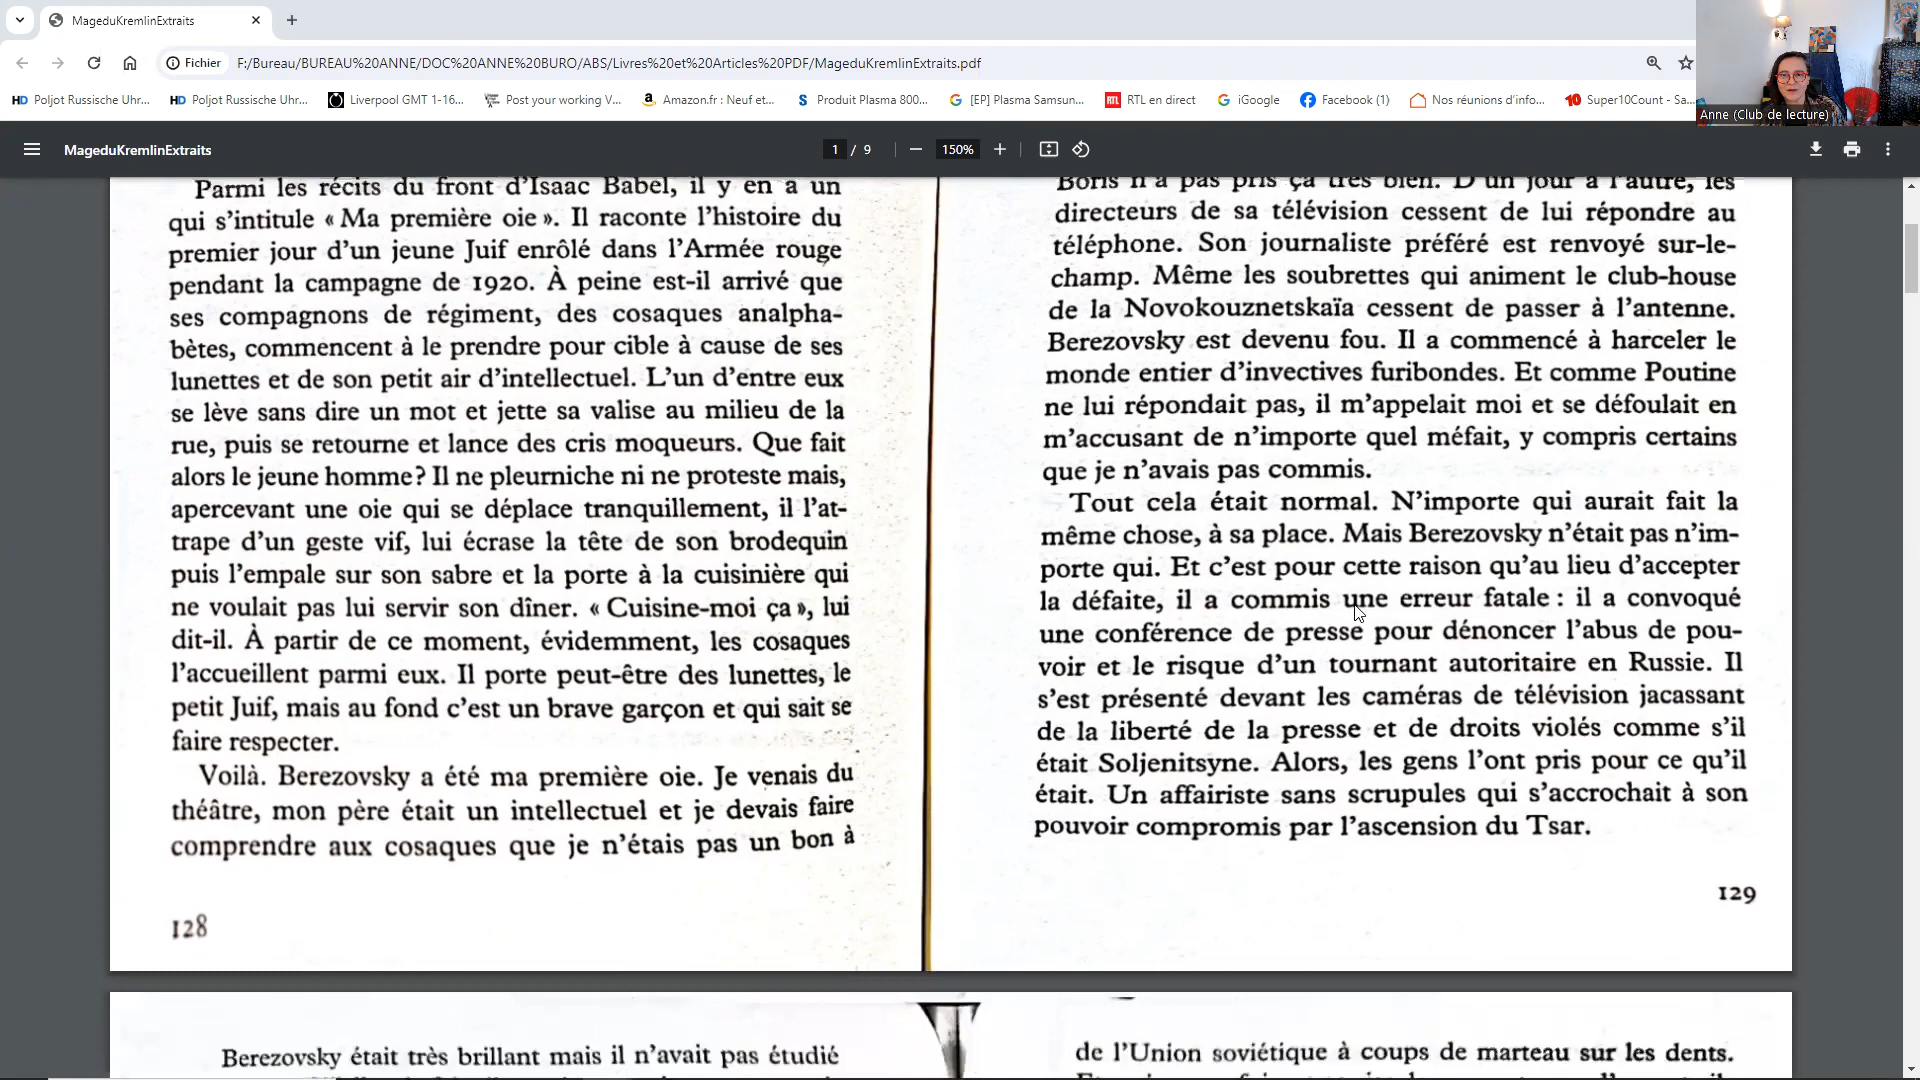 MageduKremlinExtraits
Fichier
F:/Bureau/BUREAU%20ANNE/DOC%20ANNE%20BURO/ABS/Livres%20et%20Articles%20PDF/MageduKremlinExtraits.pdf
HD Poljot Russische Uhr...
HD Poljot Russische Uhr...
Liverpool GMT 1-16...
Post your working V...
Amazon.fr : Neuf et...
Produit Plasma 800...
[EP] Plasma Samsun...
RTL RTL en direct
iGoogle
Facebook (1)
Nos réunions d'info...
10 Super10Count - Sa...
Anne (Club de lecture)
MageduKremlinExtraits
1 / 9
150%
Parmi les récits du front d'Isaac Babel, il y en a un
qui s'intitule « Ma première oie ». Il raconte l'histoire du
premier jour d'un jeune Juif enrôlé dans l'Armée rouge
pendant la campagne de 1920. À peine est-il arrivé que
ses compagnons de régiment, des cosaques analpha-
bètes, commencent à le prendre pour cible à cause de ses
lunettes et de son petit air d'intellectuel. L'un d'entre eux
se lève sans dire un mot et jette sa valise au milieu de la
rue, puis se retourne et lance des cris moqueurs. Que fait
alors le jeune homme ? Il ne pleurniche ni ne proteste mais,
apercevant une oie qui se déplace tranquillement, il l'at-
trape d'un geste vif, lui écrase la tête de son brodequin
puis l'empale sur son sabre et la porte à la cuisinière qui
ne voulait pas lui servir son dîner. « Cuisine-moi ça », lui
dit-il. À partir de ce moment, évidemment, les cosaques
l'accueillent parmi eux. Il porte peut-être des lunettes, le
petit Juif, mais au fond c'est un brave garçon et qui sait se
faire respecter.
Voilà. Berezovsky a été ma première oie. Je venais du
théâtre, mon père était un intellectuel et je devais faire
comprendre aux cosaques que je n'étais pas un bon à
128
Boris n'a pas pris ça très bien. D'un jour à l'autre, les
directeurs de sa télévision cessent de lui répondre au
téléphone. Son journaliste préféré est renvoyé sur-le-
champ. Même les soubrettes qui animent le club-house
de la Novokouznetskaïa cessent de passer à l'antenne.
Berezovsky est devenu fou. Il a commencé à harceler le
monde entier d'invectives furibondes. Et comme Poutine
ne lui répondait pas, il m'appelait moi et se défoulait en
m'accusant de n'importe quel méfait, y compris certains
que je n'avais pas commis.
Tout cela était normal. N'importe qui aurait fait la
même chose, à sa place. Mais Berezovsky n'était pas n'im-
porte qui. Et c'est pour cette raison qu'au lieu d'accepter
la défaite, il a commis une erreur fatale : il a convoqué
une conférence de presse pour dénoncer l'abus de pou-
voir et le risque d'un tournant autoritaire en Russie. Il
s'est présenté devant les caméras de télévision jacassant
de la liberté de la presse et de droits violés comme s'il
était Soljenitsyne. Alors, les gens l'ont pris pour ce qu'il
était. Un affairiste sans scrupules qui s'accrochait à son
pouvoir compromis par l'ascension du Tsar.
129
Berezovsky était très brillant mais il n'avait pas étudié
de l'Union soviétique à coups de marteau sur les dents.